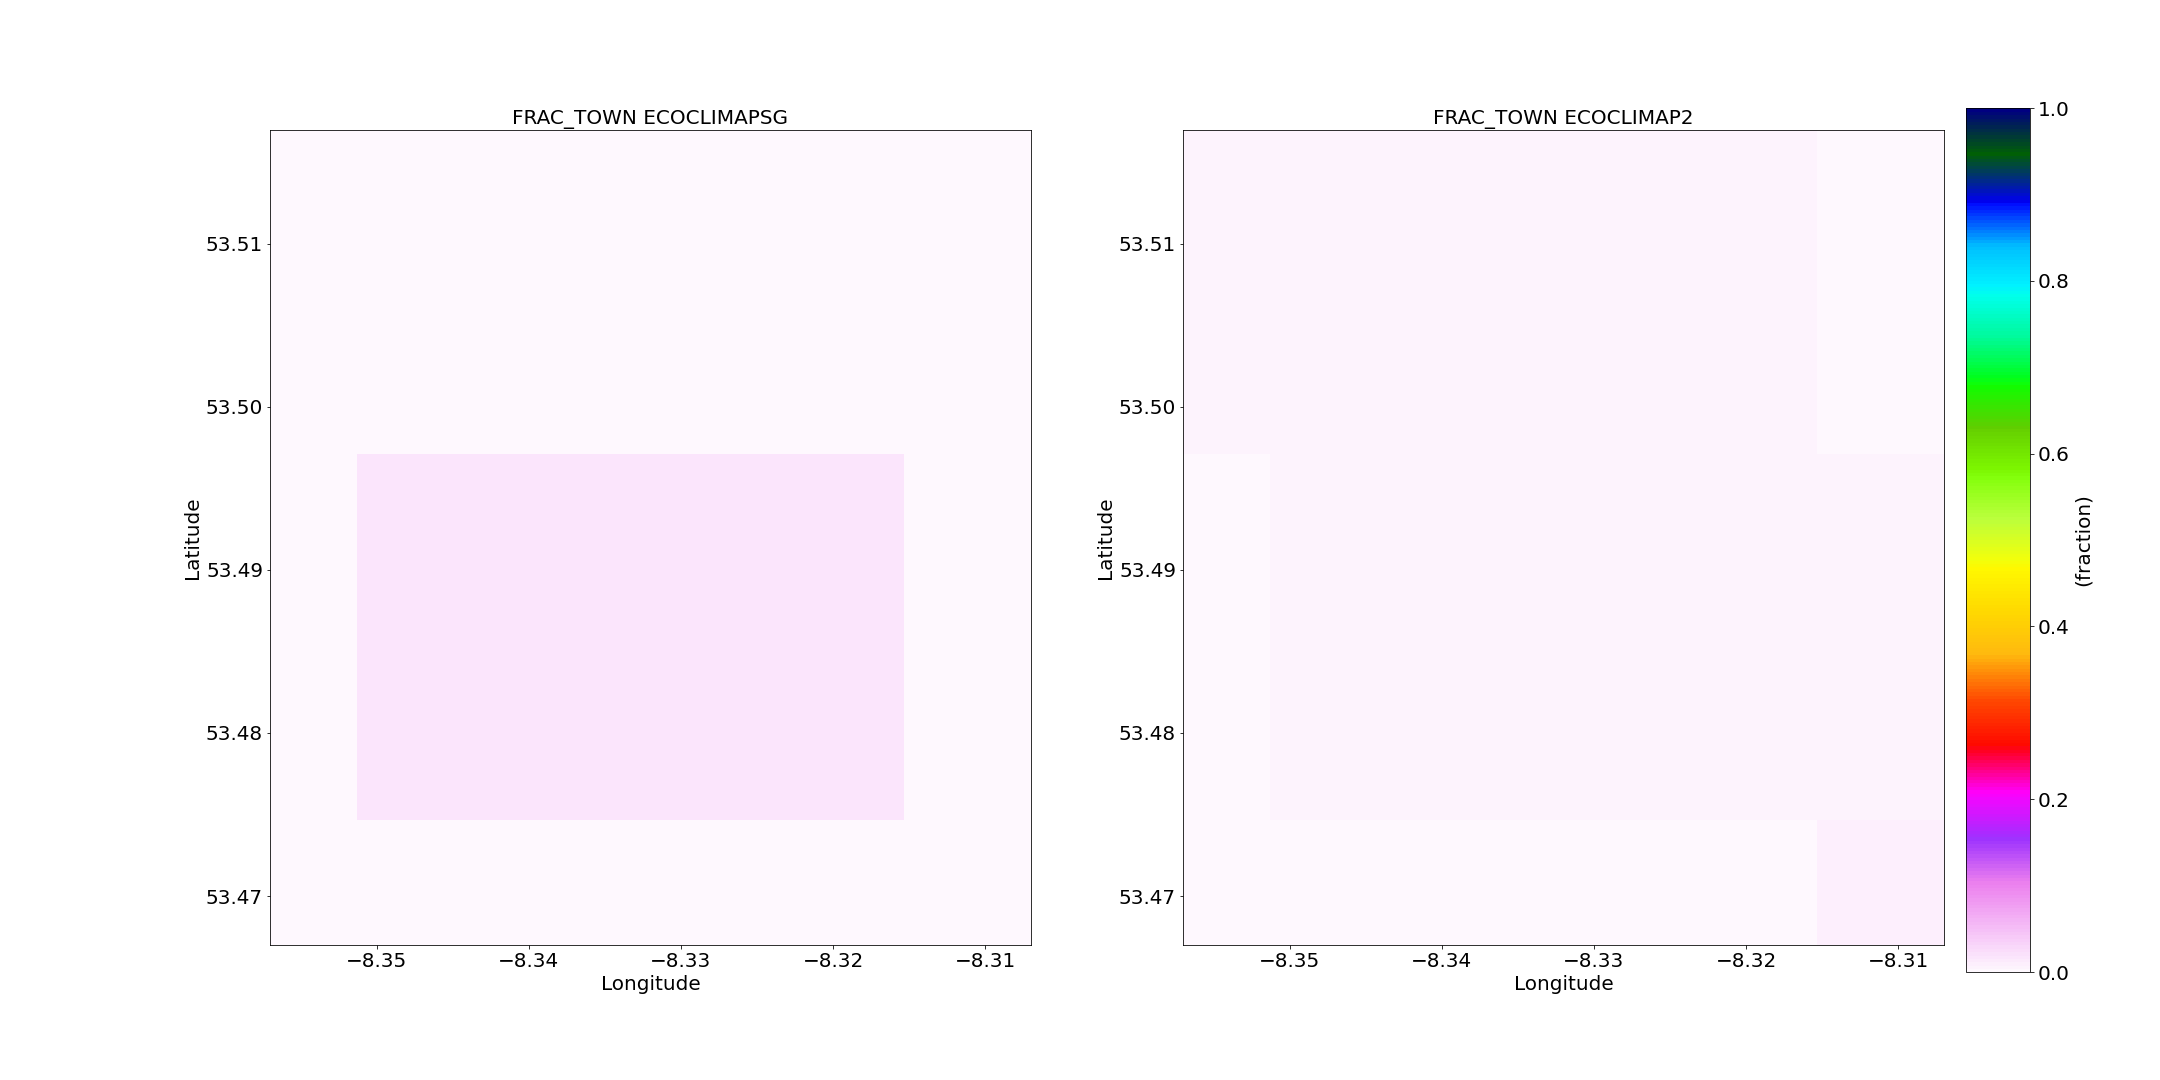 FRAC_TOWN ECOCLIMAPSG
53.51
53.50
53.49
53.48
53.47
Latitude
−8.35 −8.34 −8.33 −8.32 −8.31
Longitude
FRAC_TOWN ECOCLIMAP2
53.51
53.50
53.49
53.48
53.47
Latitude
−8.35 −8.34 −8.33 −8.32 −8.31
Longitude
1.0
0.8
0.6
0.4
0.2
0.0
(fraction)